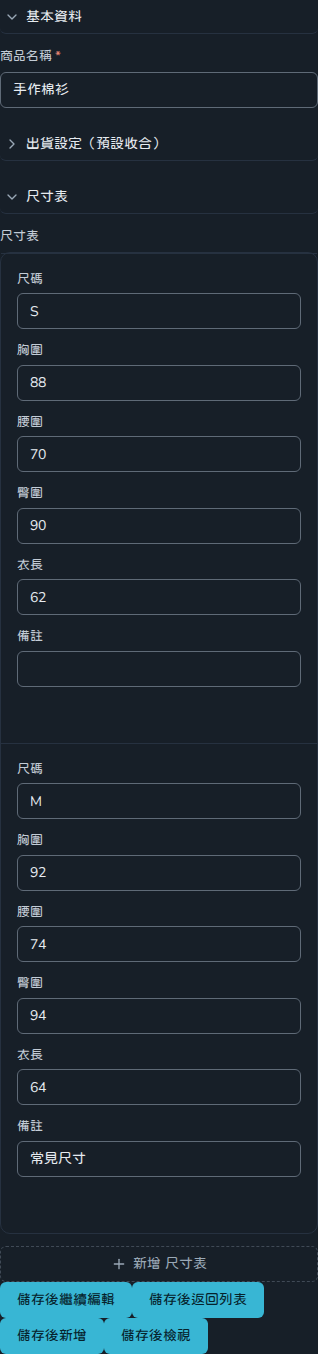 基本資料
商品名稱 *
手作棉衫
出貨設定（預設收合）
尺寸表
尺寸表
尺碼
S
胸圍
88
腰圍
70
臀圍
90
衣長
62
備註
尺碼
M
胸圍
92
腰圍
74
臀圍
94
衣長
64
備註
常見尺寸
+ 新增 尺寸表
儲存後繼續編輯 儲存後返回列表
儲存後新增 儲存後檢視